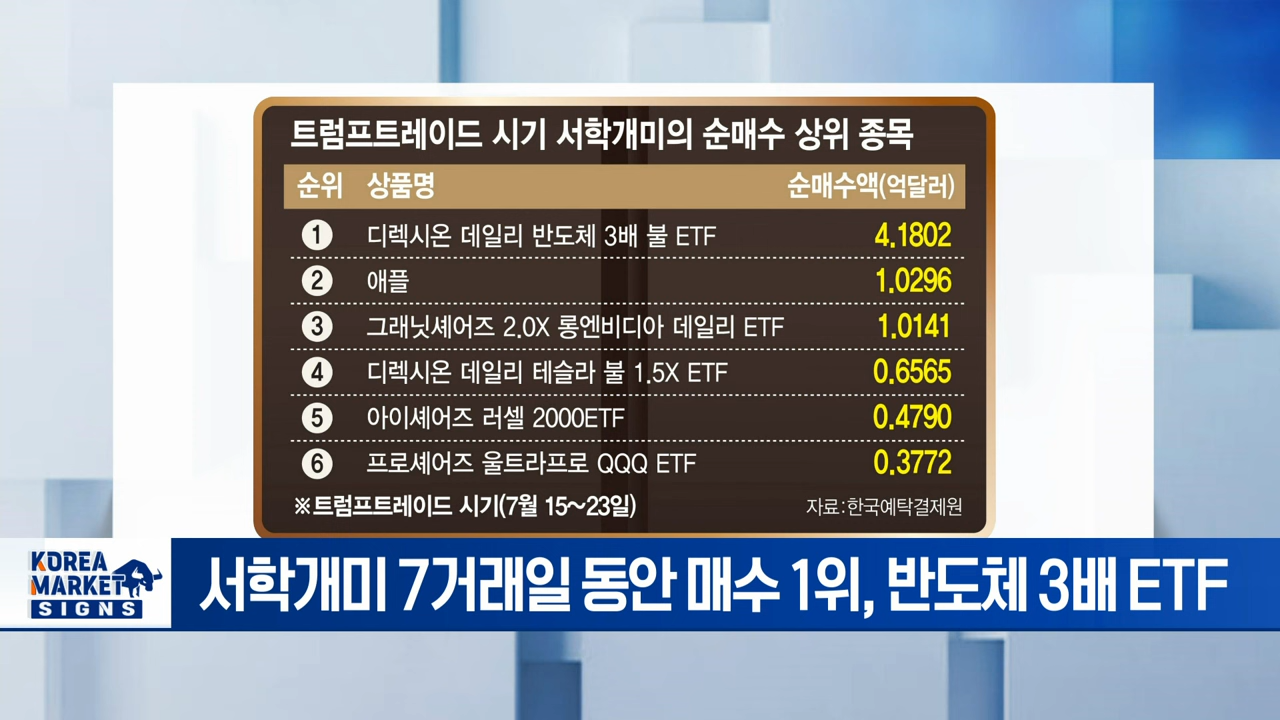 트럼프트레이드 시기 서학개미의 순매수 상위 종목
순위 상품명 순매수액(억달러)
1 디렉시온 데일리 반도체 3배 불 ETF 4.1802
2 애플 1.0296
3 그래닛셰어즈 2.0X 롱엔비디아 데일리 ETF 1.0141
4 디렉시온 데일리 테슬라 불 1.5X ETF 0.6565
5 아이셰어즈 러셀 2000ETF 0.4790
6 프로셰어즈 울트라프로 QQQ ETF 0.3772
※트럼프트레이드 시기(7월 15~23일) 자료:한국예탁결제원
KOREA
MARKET
SIGNS
서학개미 7거래일 동안 매수 1위, 반도체 3배 ETF